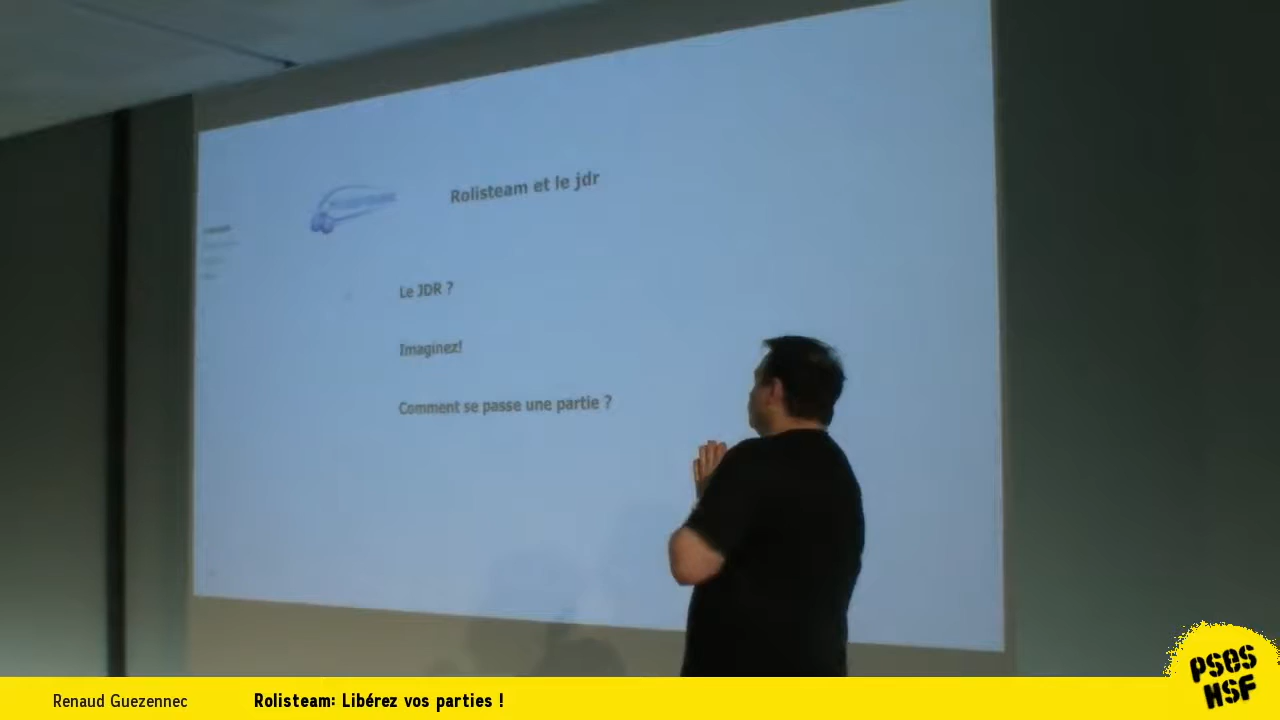 Rolisteam et le jdr
Le JDR ?
Imaginez!
Comment se passe une partie ?
Renaud Guezennec
Rolisteam: Libérez vos parties !
PSES
HSF